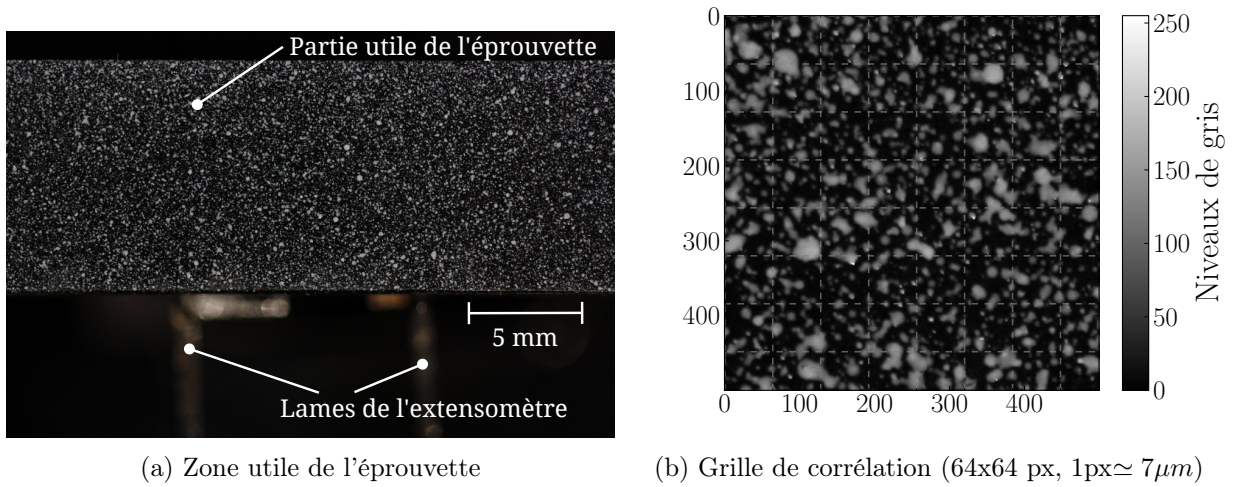 Partie utile de l'éprouvette
5 mm
Lames de l'extensomètre
(a) Zone utile de l'éprouvette
0
100
200
300
400
0
100
200
300
400
250
200
150
100
50
0
Niveaux de gris
(b) Grille de corrélation (64x64 px, 1px≃ 7μm)